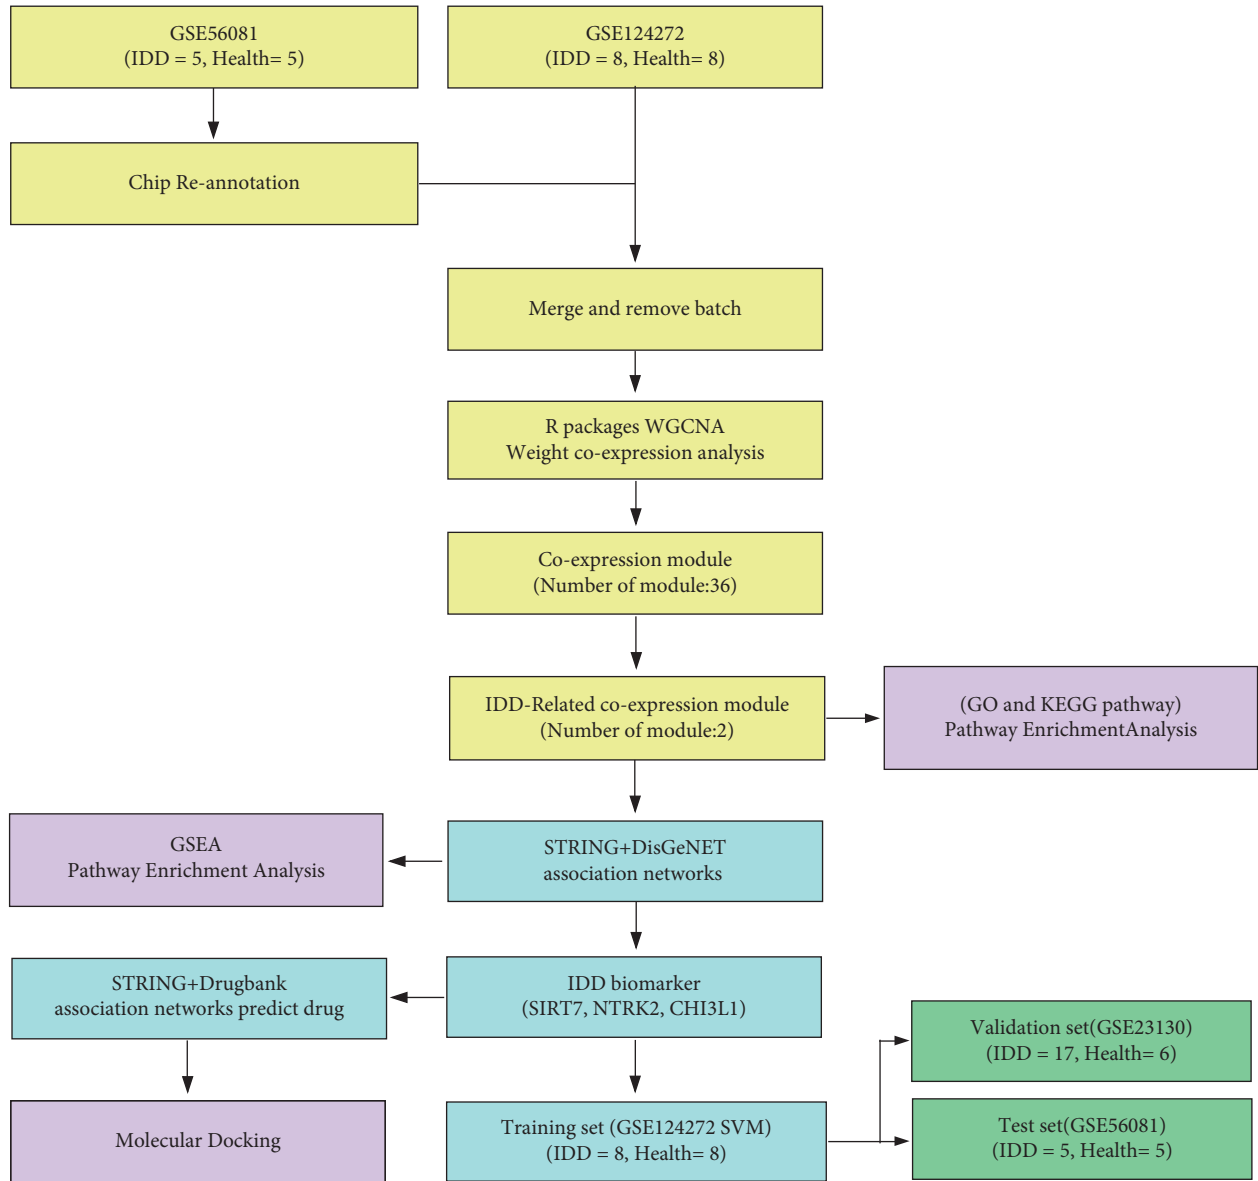 GSE56081
(IDD = 5, Health= 5)
GSE124272
(IDD = 8, Health= 8)
Chip Re-annotation
Merge and remove batch
R packages WGCNA
Weight co-expression analysis
Co-expression module
(Number of module:36)
IDD-Related co-expression module
(Number of module:2)
(GO and KEGG pathway)
Pathway EnrichmentAnalysis
GSEA
Pathway Enrichment Analysis
STRING+DisGeNET
association networks
STRING+Drugbank
association networks predict drug
IDD biomarker
(SIRT7, NTRK2, CHI3L1)
Validation set(GSE23130)
(IDD = 17, Health= 6)
Molecular Docking
Training set (GSE124272 SVM)
(IDD = 8, Health= 8)
Test set(GSE56081)
(IDD = 5, Health= 5)